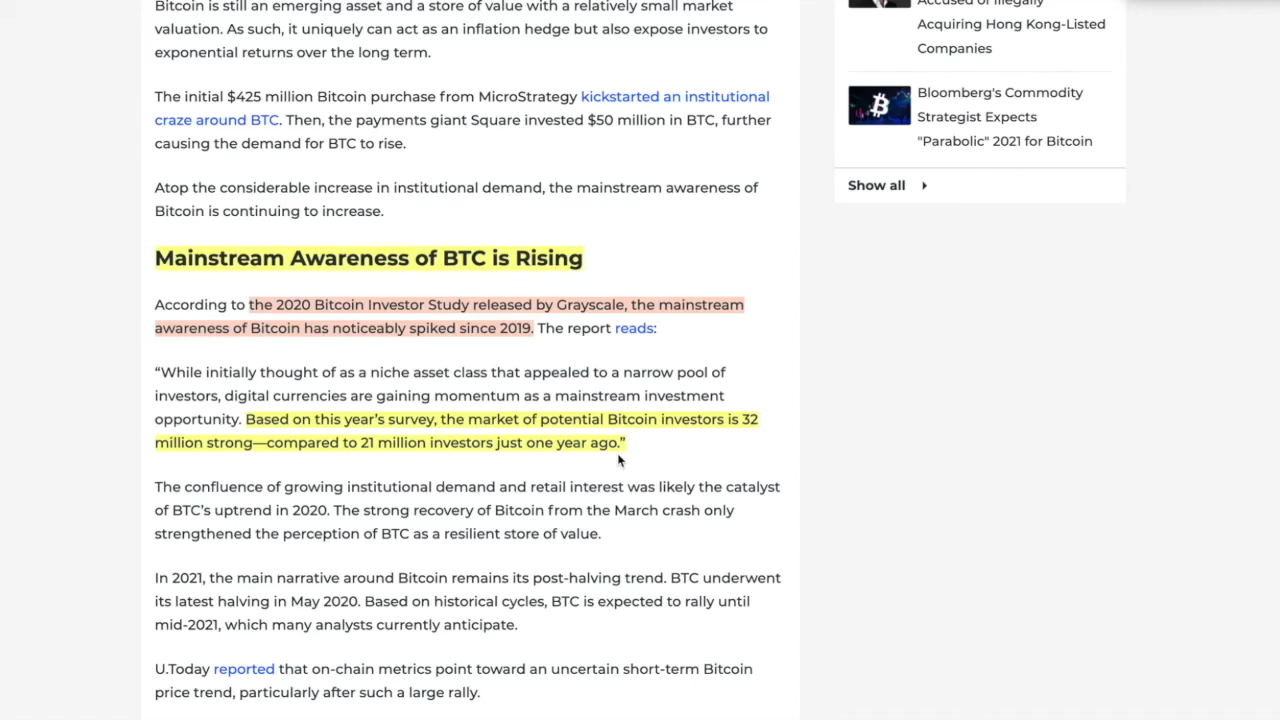 Bitcoin is still an emerging asset and a store of value with a relatively small market
valuation. As such, it uniquely can act as an inflation hedge but also expose investors to
exponential returns over the long term.
The initial $425 million Bitcoin purchase from MicroStrategy kickstarted an institutional
craze around BTC. Then, the payments giant Square invested $50 million in BTC, further
causing the demand for BTC to rise.
Atop the considerable increase in institutional demand, the mainstream awareness of
Bitcoin is continuing to increase.
Mainstream Awareness of BTC is Rising
According to the 2020 Bitcoin Investor Study released by Grayscale, the mainstream
awareness of Bitcoin has noticeably spiked since 2019. The report reads:
“While initially thought of as a niche asset class that appealed to a narrow pool of
investors, digital currencies are gaining momentum as a mainstream investment
opportunity. Based on this year’s survey, the market of potential Bitcoin investors is 32
million strong—compared to 21 million investors just one year ago.”
The confluence of growing institutional demand and retail interest was likely the catalyst
of BTC’s uptrend in 2020. The strong recovery of Bitcoin from the March crash only
strengthened the perception of BTC as a resilient store of value.
In 2021, the main narrative around Bitcoin remains its post-halving trend. BTC underwent
its latest halving in May 2020. Based on historical cycles, BTC is expected to rally until
mid-2021, which many analysts currently anticipate.
U.Today reported that on-chain metrics point toward an uncertain short-term Bitcoin
price trend, particularly after such a large rally.
Accused of Illegally
Acquiring Hong Kong-Listed
Companies
Bloomberg's Commodity
Strategist Expects
"Parabolic" 2021 for Bitcoin
Show all